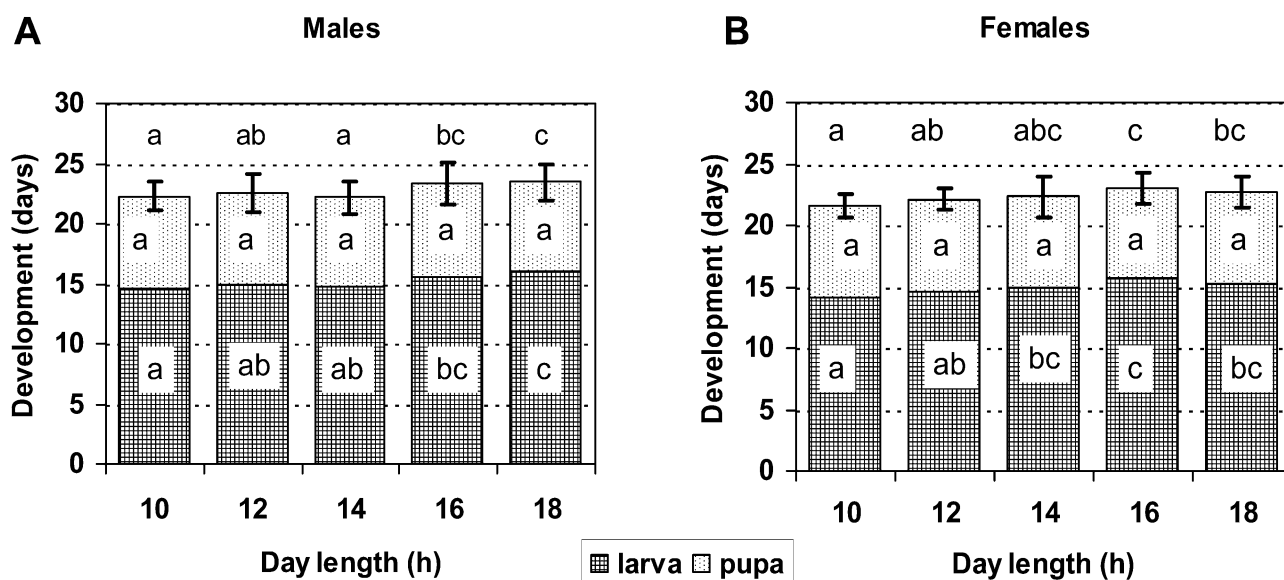 A Males
30
25
20
15
10
5
0
Development (days)
a ab a bc c
a a a a a
a ab ab bc c
10 12 14 16 18
Day length (h)
B Females
30
25
20
15
10
5
0
Development (days)
a ab abc c bc
a a a a a
a ab bc c bc
10 12 14 16 18
Day length (h)
larva pupa